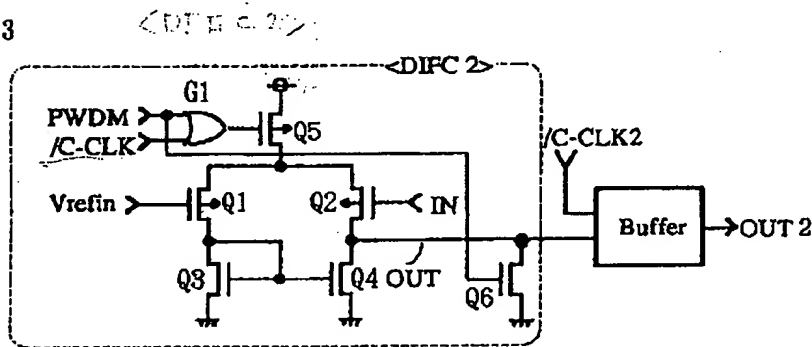 3
<DIFC 2>
G1
PWDM
/C-CLK
Q5
/C-CLK2
Vrefin
Q1
Q2
IN
Buffer
OUT 2
Q3
Q4
OUT
Q6